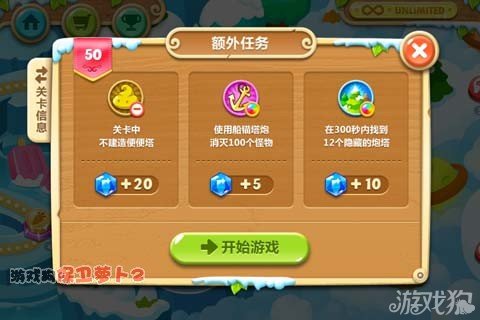 UNLIMITED
额外任务
50
关卡信息
关卡中
不建造便便塔
使用船锚塔炮
消灭100个怪物
在300秒内找到
12个隐藏的炮塔
+20
+5
+10
开始游戏
游戏狗保卫萝卜2
游戏狗